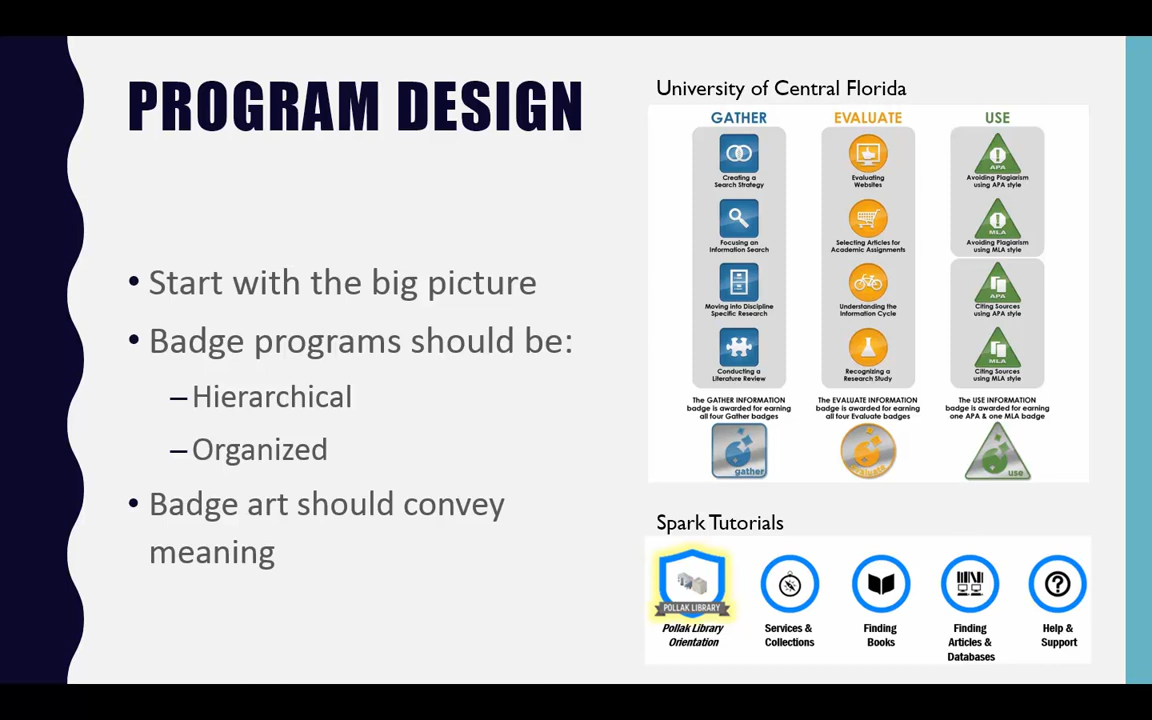 PROGRAM DESIGN
• Start with the big picture
• Badge programs should be:
– Hierarchical
– Organized
• Badge art should convey
meaning
University of Central Florida
GATHER
Creating a
Search Strategy
Focusing an
Information Search
Moving into Discipline
Specific Research
Conducting a
Literature Review
The GATHER INFORMATION
badge is awarded for earning
all four Gather badges
gather
EVALUATE
Evaluating
Websites
Selecting Articles for
Academic Assignments
Understanding the
Information Cycle
Recognizing a
Research Study
The EVALUATE INFORMATION
badge is awarded for earning
all four Evaluate badges
evaluate
USE
APA
Avoiding Plagiarism
using APA style
MLA
Avoiding Plagiarism
using MLA style
APA
Citing Sources
using APA style
MLA
Citing Sources
using MLA style
The USE INFORMATION
badge is awarded for earning
one APA & one MLA badge
use
Spark Tutorials
POLLAK LIBRARY
Pollak Library
Orientation
Services &
Collections
Finding
Books
Finding
Articles &
Databases
?
Help &
Support